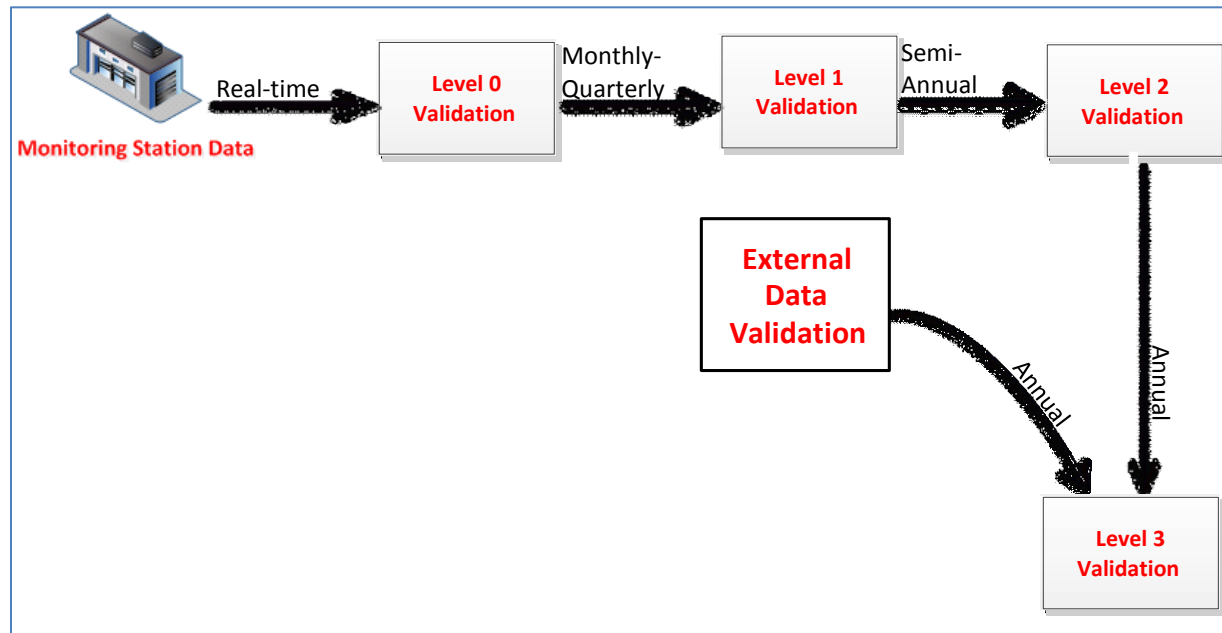 Monitoring Station Data
Real-time
Level 0
Validation
Monthly-
Quarterly
Level 1
Validation
Semi-
Annual
Level 2
Validation
External
Data
Validation
Annual
Annual
Level 3
Validation